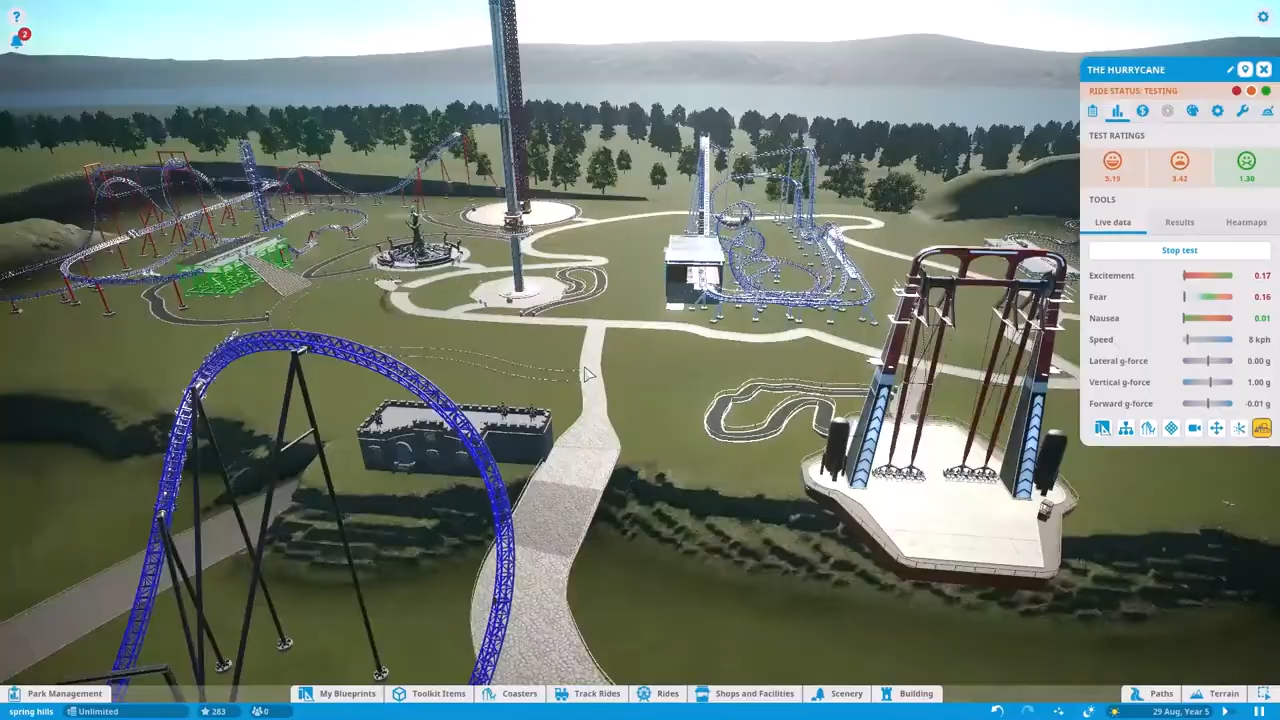 ?
2
THE HURRYCANE
RIDE STATUS: TESTING
TEST RATINGS
5.19 3.42 1.30
TOOLS
Live data Results Heatmaps
Stop test
Excitement 0.17
Fear 0.16
Nausea 0.01
Speed 8 kph
Lateral g-force 0.00 g
Vertical g-force 1.00 g
Forward g-force -0.01 g
Park Management My Blueprints Toolkit Items Coasters Track Rides Rides Shops and Facilities Scenery Building Paths Terrain
spring hills Unlimited 283 0 29 Aug, Year 5